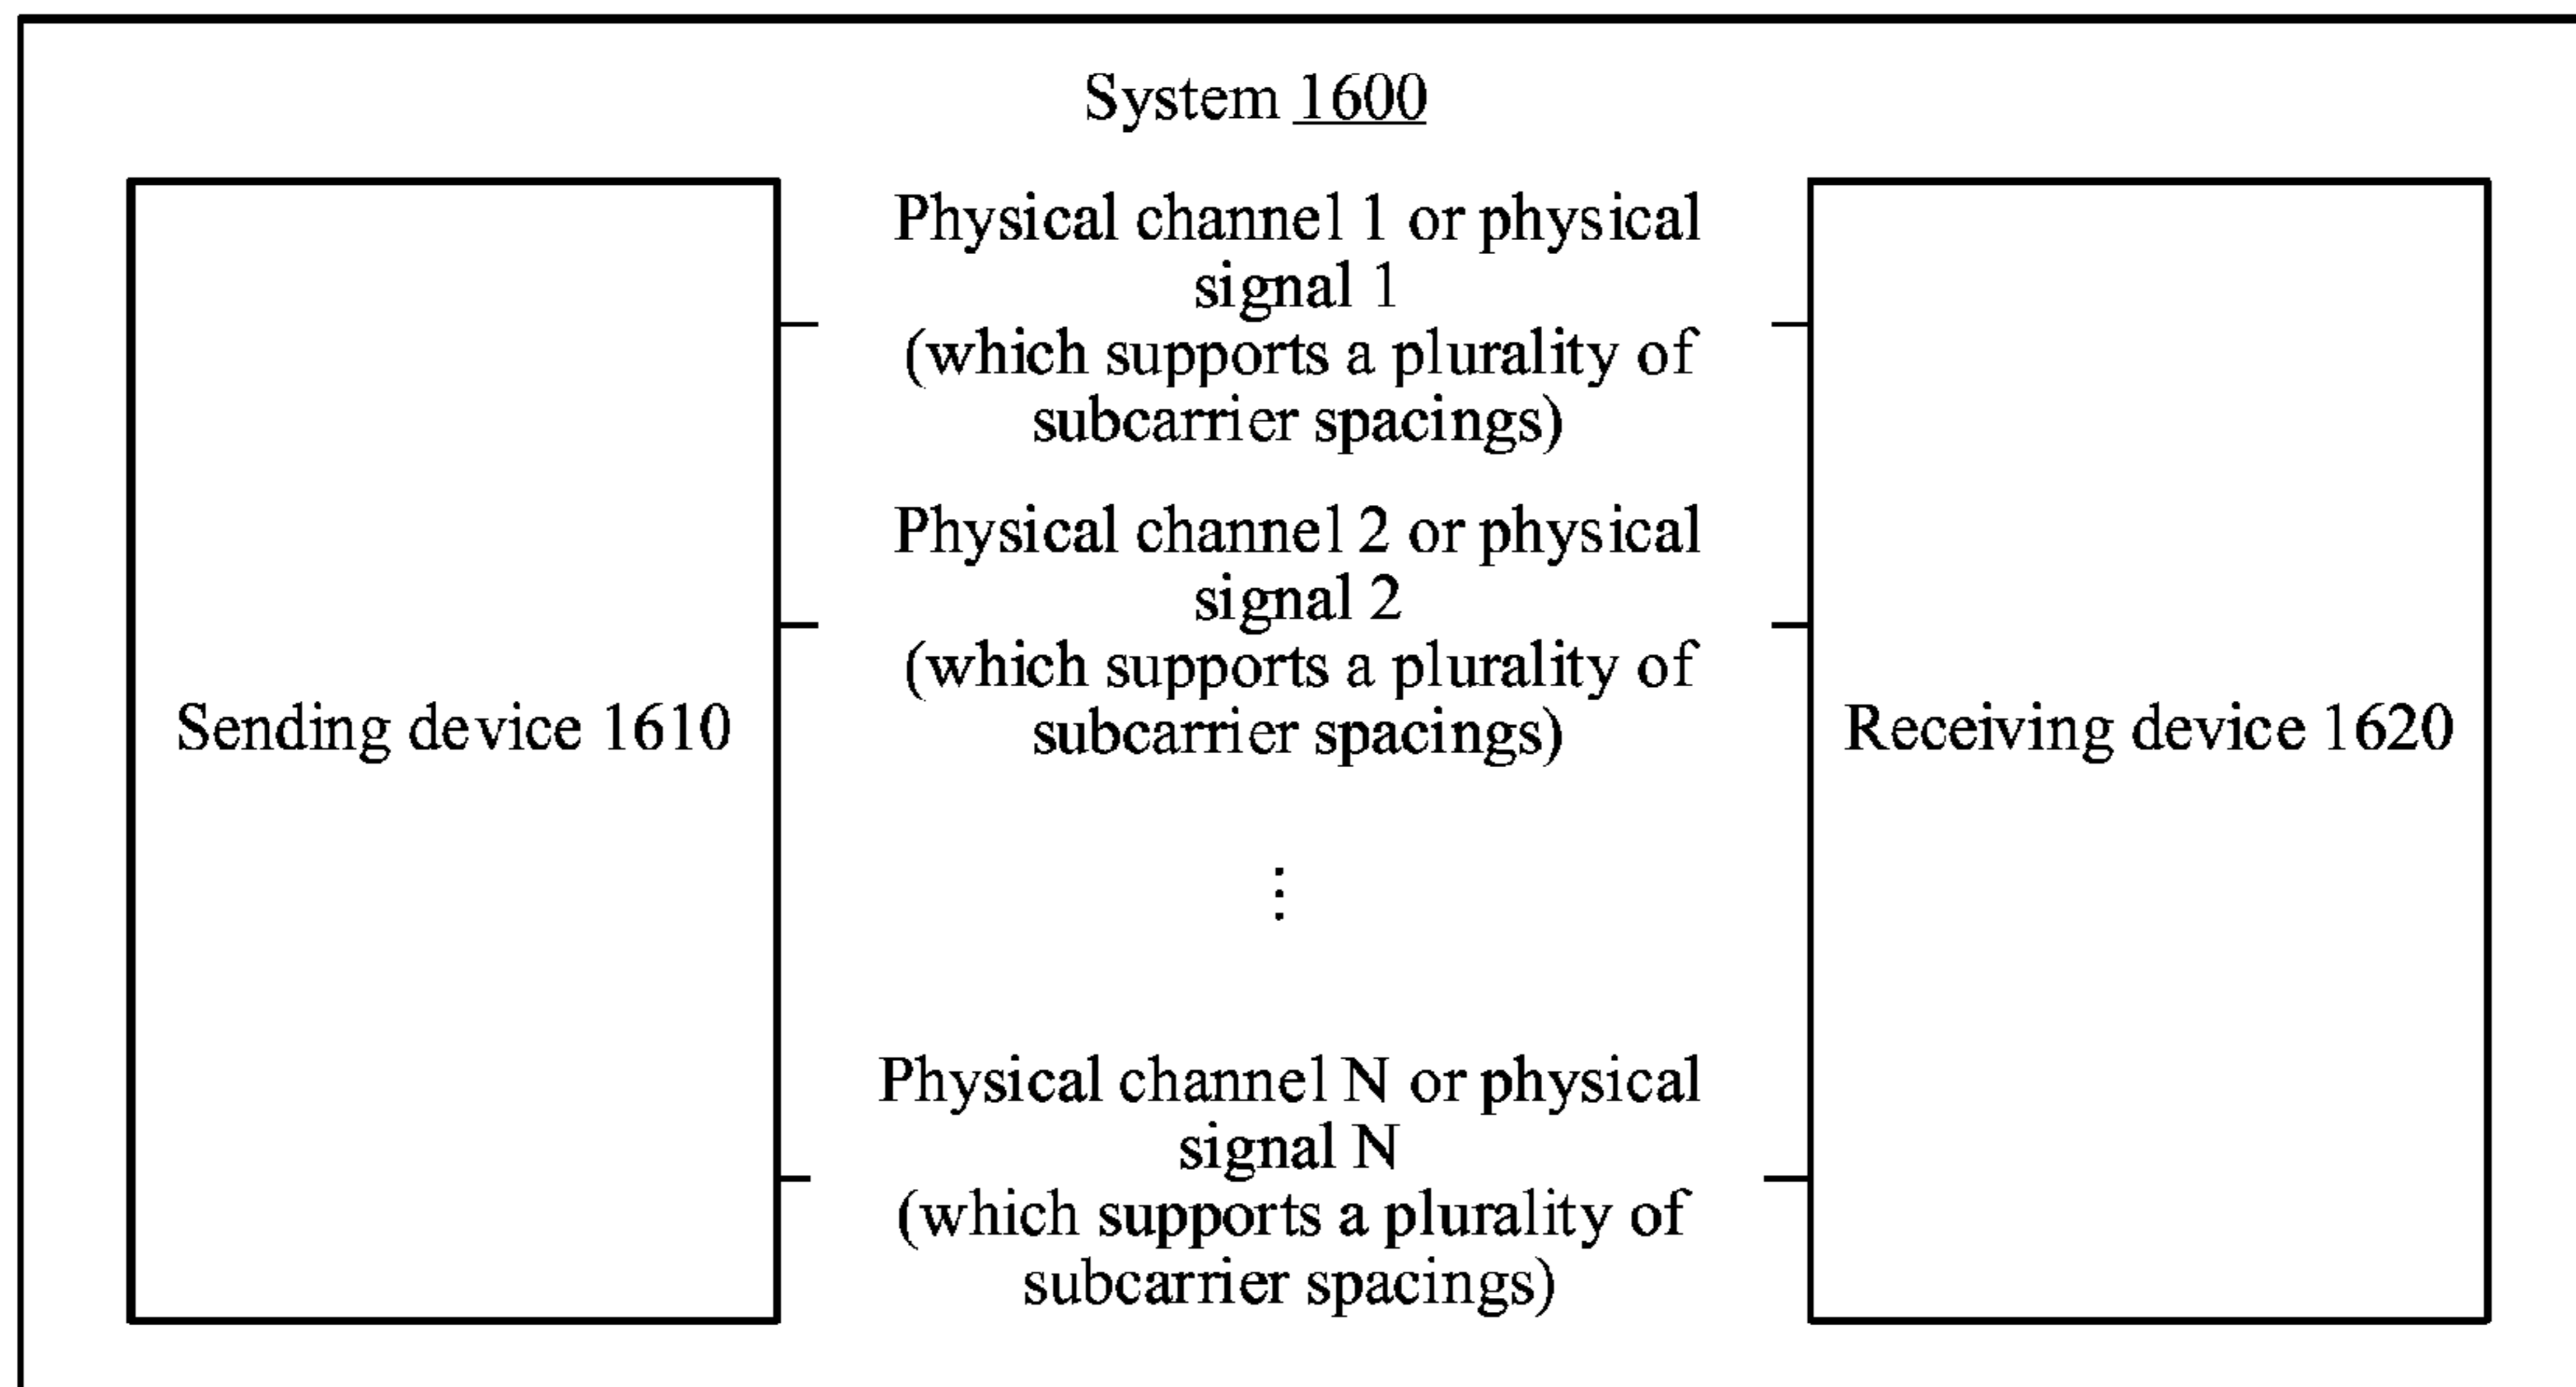 System 1600
Physical channel 1 or physical
signal 1
(which supports a plurality of
subcarrier spacings)
Physical channel 2 or physical
signal 2
(which supports a plurality of
subcarrier spacings)
Sending device 1610
Receiving device 1620
⋮
Physical channel N or physical
signal N
(which supports a plurality of
subcarrier spacings)